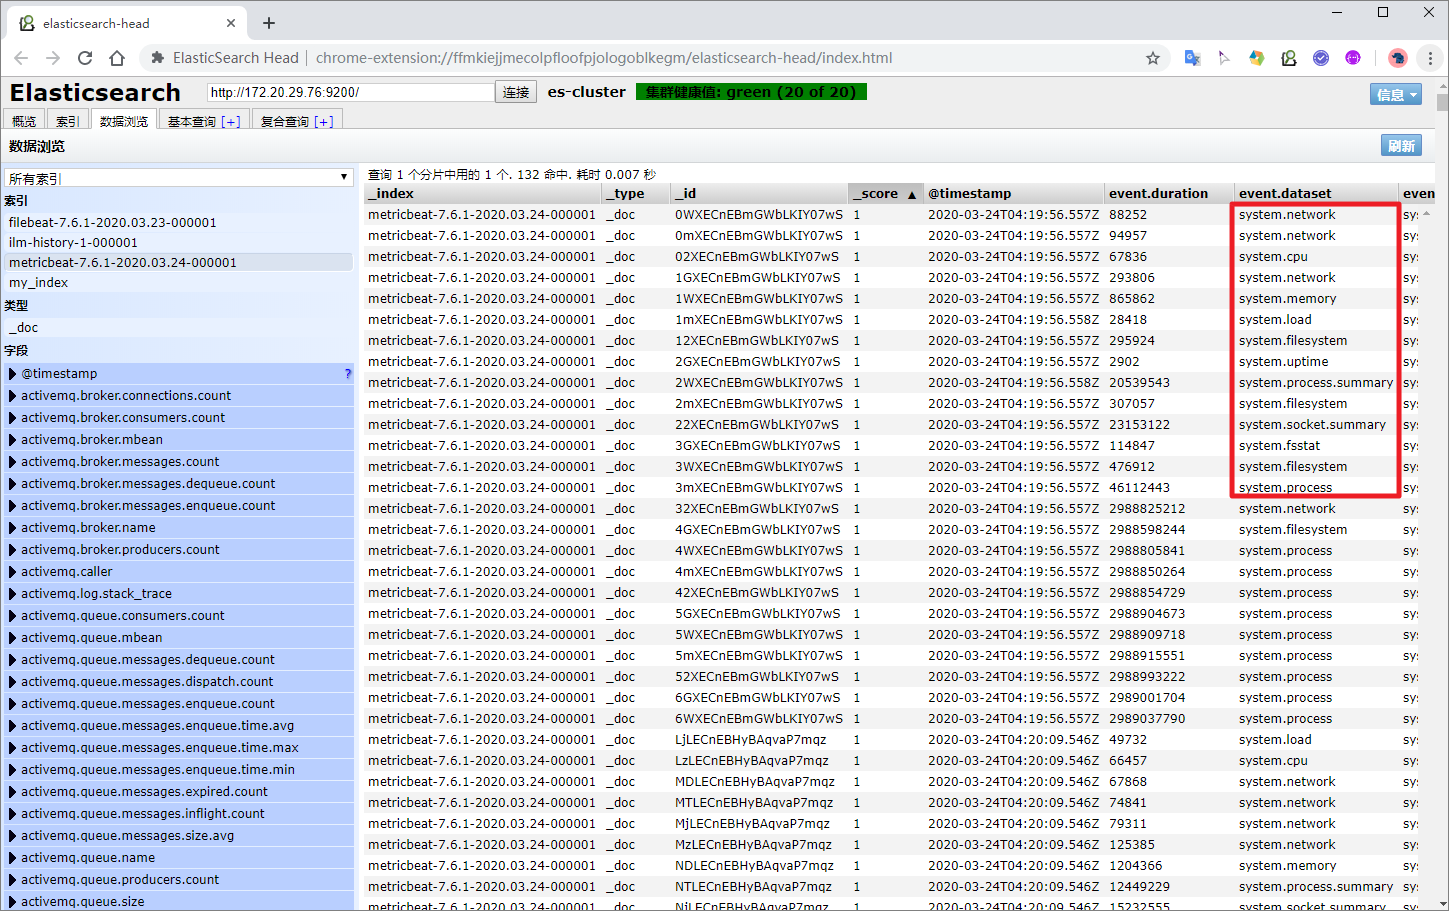 elasticsearch-head
ElasticSearch Head | chrome-extension://ffmkiejjmecolpfloofpjologoblkegm/elasticsearch-head/index.html
Elasticsearch http://172.20.29.76:9200/ 连接 es-cluster 集群健康值: green (20 of 20) 信息
概览 索引 数据浏览 基本查询 [+] 复合查询 [+]
数据浏览 刷新
所有索引
索引
filebeat-7.6.1-2020.03.23-000001
ilm-history-1-000001
metricbeat-7.6.1-2020.03.24-000001
my_index
类型
_doc
字段
@timestamp ?
activemq.broker.connections.count
activemq.broker.consumers.count
activemq.broker.mbean
activemq.broker.messages.count
activemq.broker.messages.dequeue.count
activemq.broker.messages.enqueue.count
activemq.broker.name
activemq.broker.producers.count
activemq.caller
activemq.log.stack_trace
activemq.queue.consumers.count
activemq.queue.mbean
activemq.queue.messages.dequeue.count
activemq.queue.messages.dispatch.count
activemq.queue.messages.enqueue.count
activemq.queue.messages.enqueue.time.avg
activemq.queue.messages.enqueue.time.max
activemq.queue.messages.enqueue.time.min
activemq.queue.messages.expired.count
activemq.queue.messages.inflight.count
activemq.queue.messages.size.avg
activemq.queue.name
activemq.queue.producers.count
activemq.queue.size
查询 1 个分片中用的 1 个. 132 命中. 耗时 0.007 秒
_index _type _id _score ▲ @timestamp event.duration event.dataset even
metricbeat-7.6.1-2020.03.24-000001 _doc 0WXECnEBmGWbLKIY07wS 1 2020-03-24T04:19:56.557Z 88252 system.network sy
metricbeat-7.6.1-2020.03.24-000001 _doc 0mXECnEBmGWbLKIY07wS 1 2020-03-24T04:19:56.557Z 94957 system.network sys
metricbeat-7.6.1-2020.03.24-000001 _doc 02XECnEBmGWbLKIY07wS 1 2020-03-24T04:19:56.557Z 67836 system.cpu sys
metricbeat-7.6.1-2020.03.24-000001 _doc 1GXECnEBmGWbLKIY07wS 1 2020-03-24T04:19:56.557Z 293806 system.network sys
metricbeat-7.6.1-2020.03.24-000001 _doc 1WXECnEBmGWbLKIY07wS 1 2020-03-24T04:19:56.557Z 865862 system.memory sys
metricbeat-7.6.1-2020.03.24-000001 _doc 1mXECnEBmGWbLKIY07wS 1 2020-03-24T04:19:56.558Z 28418 system.load sys
metricbeat-7.6.1-2020.03.24-000001 _doc 12XECnEBmGWbLKIY07wS 1 2020-03-24T04:19:56.557Z 295924 system.filesystem sys
metricbeat-7.6.1-2020.03.24-000001 _doc 2GXECnEBmGWbLKIY07wS 1 2020-03-24T04:19:56.557Z 2902 system.uptime sys
metricbeat-7.6.1-2020.03.24-000001 _doc 2WXECnEBmGWbLKIY07wS 1 2020-03-24T04:19:56.558Z 20539543 system.process.summary sys
metricbeat-7.6.1-2020.03.24-000001 _doc 2mXECnEBmGWbLKIY07wS 1 2020-03-24T04:19:56.557Z 307057 system.filesystem sys
metricbeat-7.6.1-2020.03.24-000001 _doc 22XECnEBmGWbLKIY07wS 1 2020-03-24T04:19:56.557Z 23153122 system.socket.summary sys
metricbeat-7.6.1-2020.03.24-000001 _doc 3GXECnEBmGWbLKIY07wS 1 2020-03-24T04:19:56.557Z 114847 system.fsstat sys
metricbeat-7.6.1-2020.03.24-000001 _doc 3WXECnEBmGWbLKIY07wS 1 2020-03-24T04:19:56.557Z 476912 system.filesystem sys
metricbeat-7.6.1-2020.03.24-000001 _doc 3mXECnEBmGWbLKIY07wS 1 2020-03-24T04:19:56.557Z 46112443 system.process sys
metricbeat-7.6.1-2020.03.24-000001 _doc 32XECnEBmGWbLKIY07wS 1 2020-03-24T04:19:56.557Z 2988825212 system.network sys
metricbeat-7.6.1-2020.03.24-000001 _doc 4GXECnEBmGWbLKIY07wS 1 2020-03-24T04:19:56.557Z 2988598244 system.filesystem sys
metricbeat-7.6.1-2020.03.24-000001 _doc 4WXECnEBmGWbLKIY07wS 1 2020-03-24T04:19:56.557Z 2988805841 system.process sys
metricbeat-7.6.1-2020.03.24-000001 _doc 4mXECnEBmGWbLKIY07wS 1 2020-03-24T04:19:56.557Z 2988850264 system.process sys
metricbeat-7.6.1-2020.03.24-000001 _doc 42XECnEBmGWbLKIY07wS 1 2020-03-24T04:19:56.557Z 2988854729 system.process sys
metricbeat-7.6.1-2020.03.24-000001 _doc 5GXECnEBmGWbLKIY07wS 1 2020-03-24T04:19:56.557Z 2988904673 system.process sys
metricbeat-7.6.1-2020.03.24-000001 _doc 5WXECnEBmGWbLKIY07wS 1 2020-03-24T04:19:56.557Z 2988909718 system.process sys
metricbeat-7.6.1-2020.03.24-000001 _doc 5mXECnEBmGWbLKIY07wS 1 2020-03-24T04:19:56.557Z 2988915551 system.process sys
metricbeat-7.6.1-2020.03.24-000001 _doc 52XECnEBmGWbLKIY07wS 1 2020-03-24T04:19:56.557Z 2988993222 system.process sys
metricbeat-7.6.1-2020.03.24-000001 _doc 6GXECnEBmGWbLKIY07wS 1 2020-03-24T04:19:56.557Z 2989001704 system.process sys
metricbeat-7.6.1-2020.03.24-000001 _doc 6WXECnEBmGWbLKIY07wS 1 2020-03-24T04:19:56.557Z 2989037790 system.process sys
metricbeat-7.6.1-2020.03.24-000001 _doc LjLECnEBHyBAqvaP7mqz 1 2020-03-24T04:20:09.546Z 49732 system.load sys
metricbeat-7.6.1-2020.03.24-000001 _doc LzLECnEBHyBAqvaP7mqz 1 2020-03-24T04:20:09.546Z 66457 system.cpu sys
metricbeat-7.6.1-2020.03.24-000001 _doc MDLECnEBHyBAqvaP7mqz 1 2020-03-24T04:20:09.546Z 67868 system.network sys
metricbeat-7.6.1-2020.03.24-000001 _doc MTLECnEBHyBAqvaP7mqz 1 2020-03-24T04:20:09.546Z 74841 system.network sys
metricbeat-7.6.1-2020.03.24-000001 _doc MjLECnEBHyBAqvaP7mqz 1 2020-03-24T04:20:09.546Z 79311 system.network sys
metricbeat-7.6.1-2020.03.24-000001 _doc MzLECnEBHyBAqvaP7mqz 1 2020-03-24T04:20:09.546Z 125385 system.network sys
metricbeat-7.6.1-2020.03.24-000001 _doc NDLECnEBHyBAqvaP7mqz 1 2020-03-24T04:20:09.546Z 1204366 system.memory sys
metricbeat-7.6.1-2020.03.24-000001 _doc NTLECnEBHyBAqvaP7mqz 1 2020-03-24T04:20:09.546Z 12449229 system.process.summary sys
metricbeat-7.6.1-2020.03.24-000001 _doc NjLECnEBHyBAqvaP7mqz 1 2020-03-24T04:20:09.546Z 15232555 system.socket.summary sys